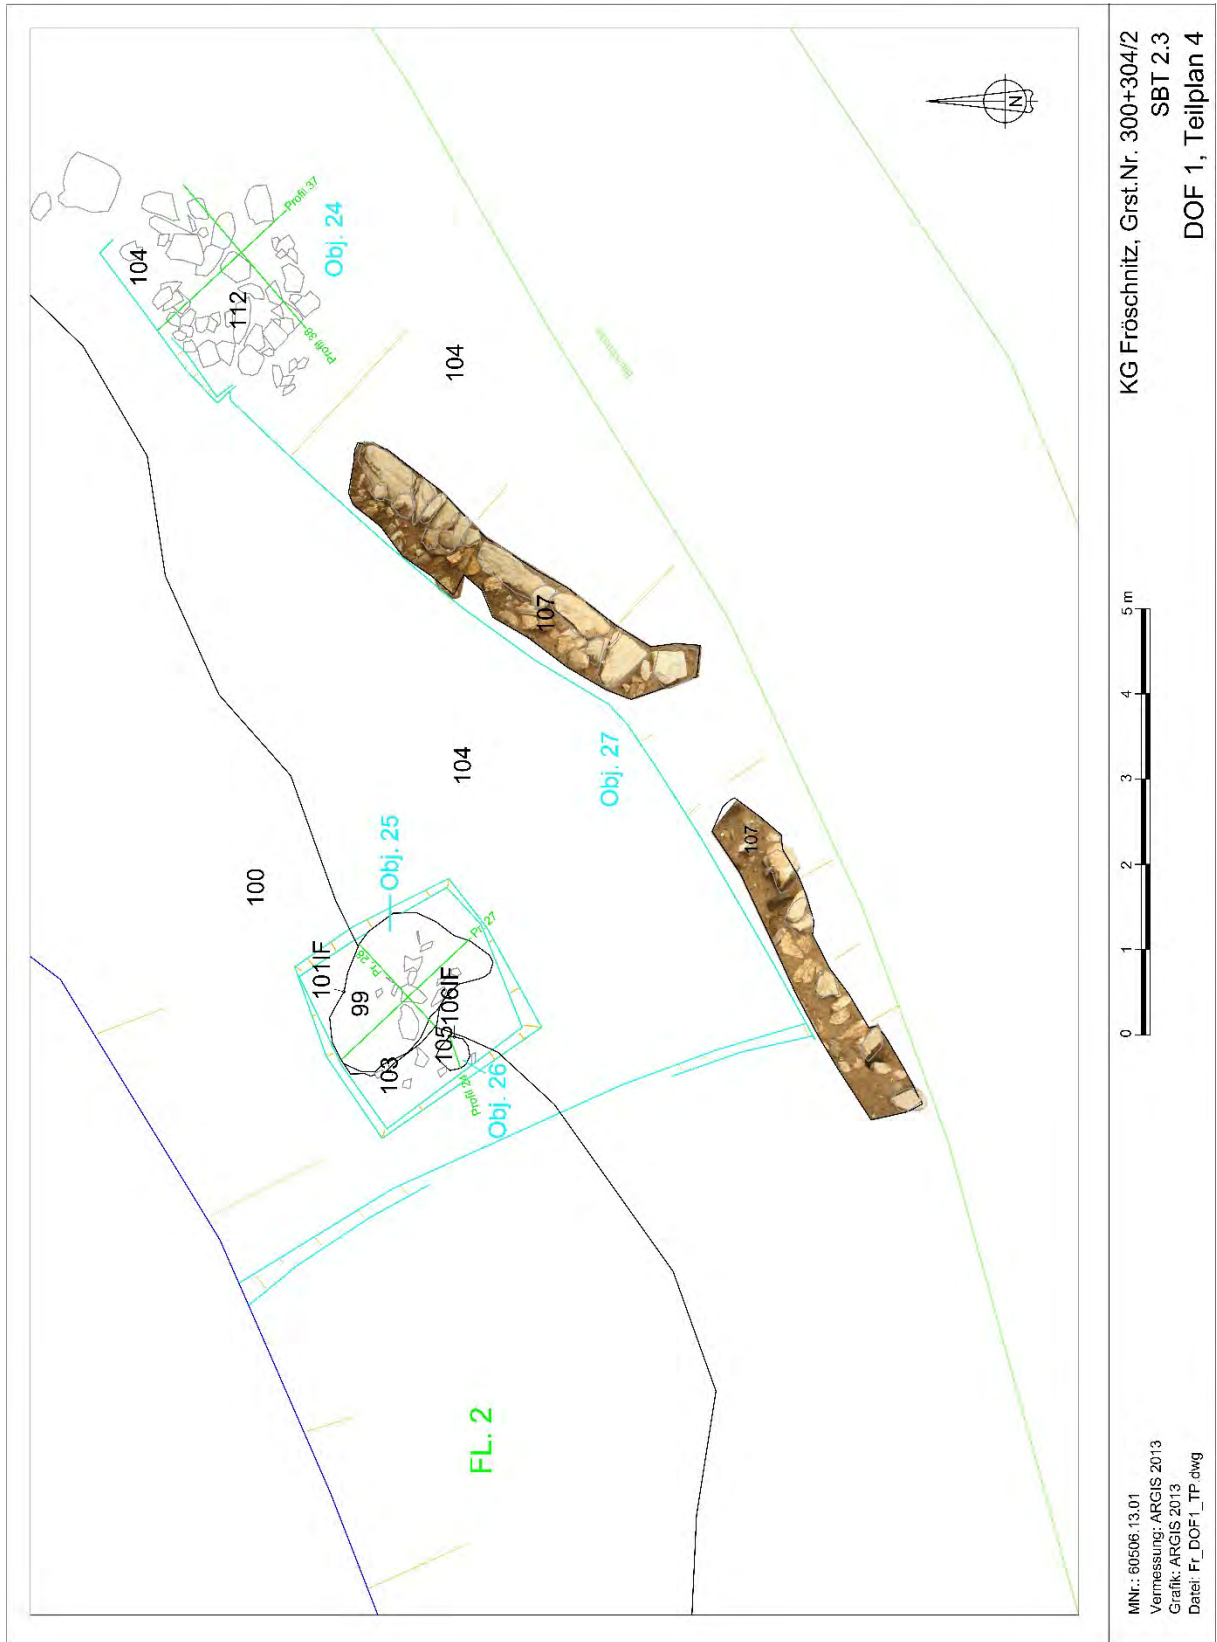 FL. 2
100
101IF
99
103
Pr. 28
Obj. 25
Pr. 27
105
106IF
Obj. 26
104
Obj. 27
107
107
104
104
112
Profil 37
Profil 38
Obj. 24
N
0 1 2 3 4 5 m
MNr.: 60506.13.01
Vermessung: ARGIS 2013
Grafik: ARGIS 2013
Datei: Fr_DOF1_TP.dwg
KG Fröschnitz, Grst.Nr. 300+304/2
SBT 2.3
DOF 1, Teilplan 4